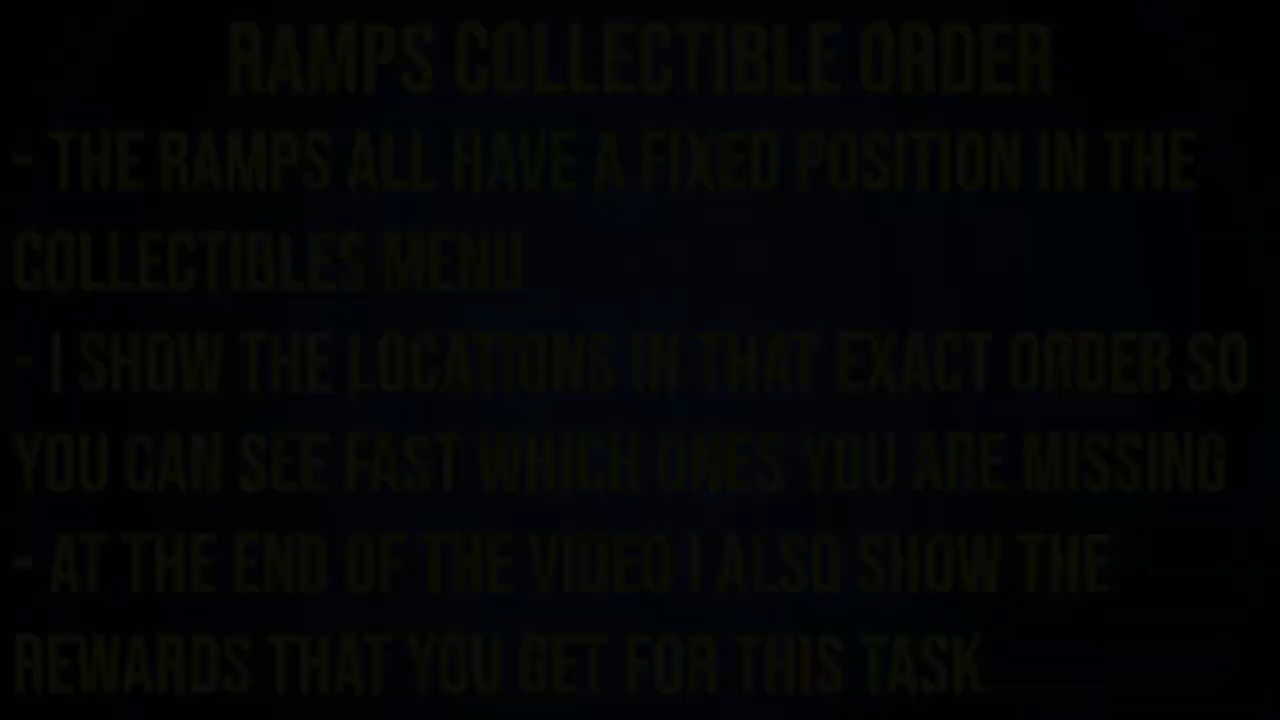 RAMPS COLLECTIBLE ORDER
- THE RAMPS ALL HAVE A FIXED POSITION IN THE
COLLECTIBLES MENU
- I SHOW THE LOCATIONS IN THAT EXACT ORDER SO
YOU CAN SEE FAST WHICH ONES YOU ARE MISSING
- AT THE END OF THE VIDEO I ALSO SHOW THE
REWARDS THAT YOU GET FOR THIS TASK